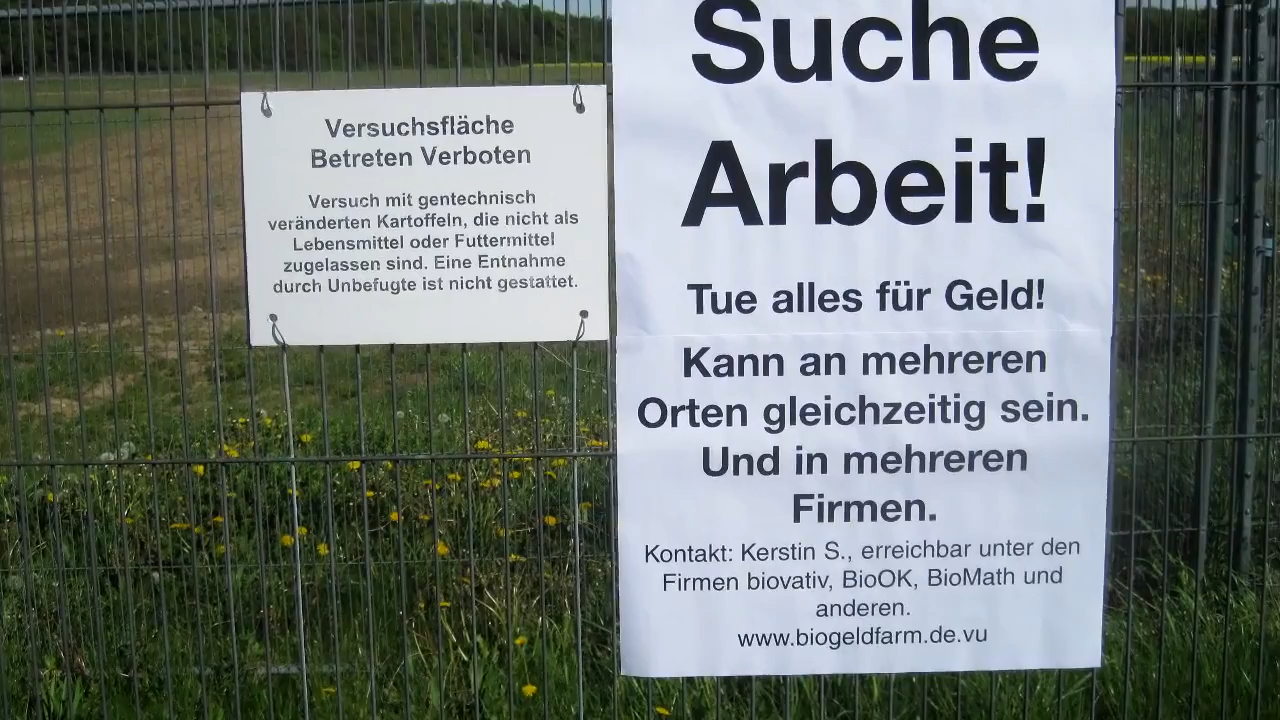 Versuchsfläche
Betreten Verboten
Versuch mit gentechnisch
veränderten Kartoffeln, die nicht als
Lebensmittel oder Futtermittel
zugelassen sind. Eine Entnahme
durch Unbefugte ist nicht gestattet.
Suche
Arbeit!
Tue alles für Geld!
Kann an mehreren
Orten gleichzeitig sein.
Und in mehreren
Firmen.
Kontakt: Kerstin S., erreichbar unter den
Firmen biovativ, BioOK, BioMath und
anderen.
www.biogeldfarm.de.vu